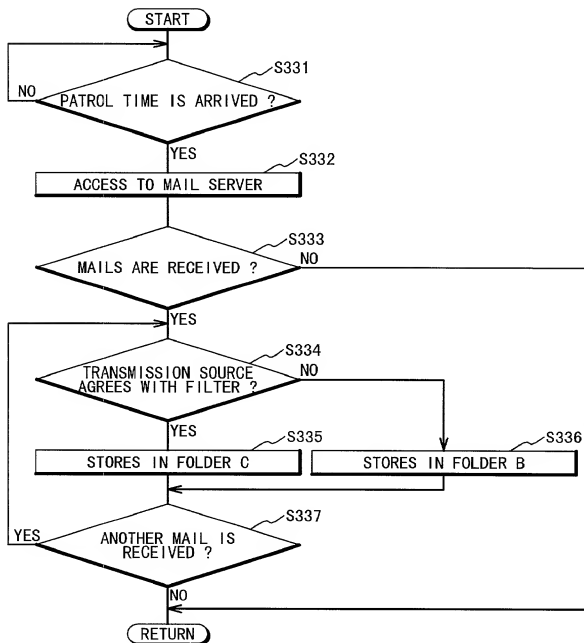 START
S331
NO
PATROL TIME IS ARRIVED ?
YES
S332
ACCESS TO MAIL SERVER
S333
MAILS ARE RECEIVED ?
NO
YES
S334
TRANSMISSION SOURCE
AGREES WITH FILTER ?
NO
YES
S335
STORES IN FOLDER C
S336
STORES IN FOLDER B
S337
YES
ANOTHER MAIL IS
RECEIVED ?
NO
RETURN